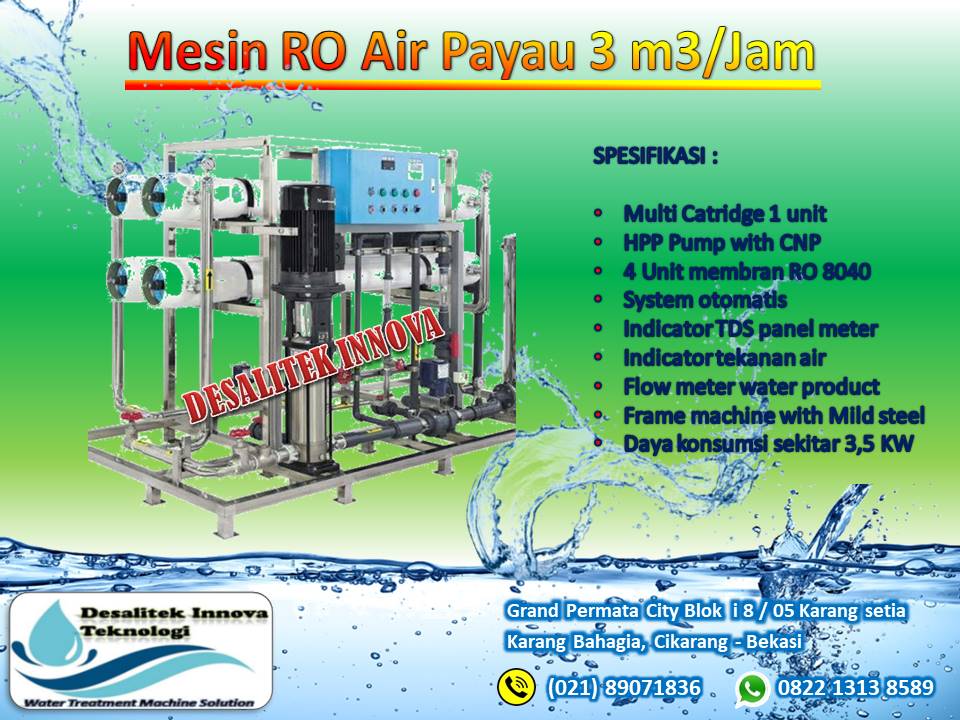 Mesin RO Air Payau 3 m3/Jam
SPESIFIKASI :
• Multi Catridge 1 unit
• HPP Pump with CNP
• 4 Unit membran RO 8040
• System otomatis
• Indicator TDS panel meter
• Indicator tekanan air
• Flow meter water product
• Frame machine with Mild steel
• Daya konsumsi sekitar 3,5 KW
DESALITEK INNOVA
Desalitek Innova
Teknologi
Water Treatment Machine Solution
Grand Permata City Blok i 8 / 05 Karang setia
Karang Bahagia, Cikarang - Bekasi
(021) 89071836
0822 1313 8589